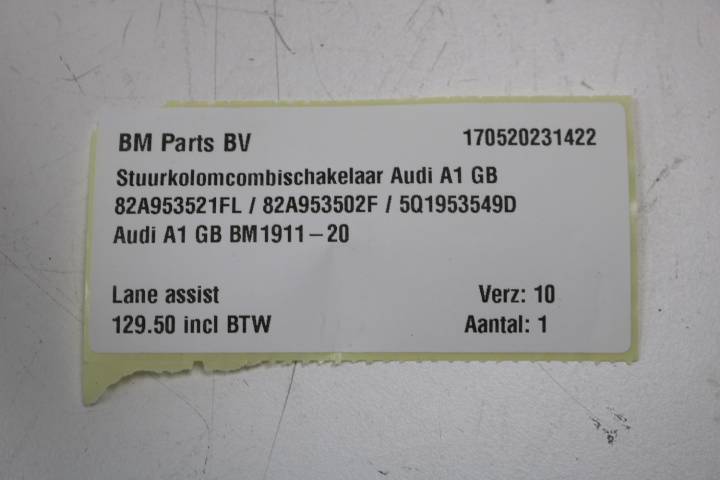 BM Parts BV 170520231422
Stuurkolomcombischakelaar Audi A1 GB
82A953521FL / 82A953502F / 5Q1953549D
Audi A1 GB BM1911-20
Lane assist Verz: 10
129.50 incl BTW Aantal: 1